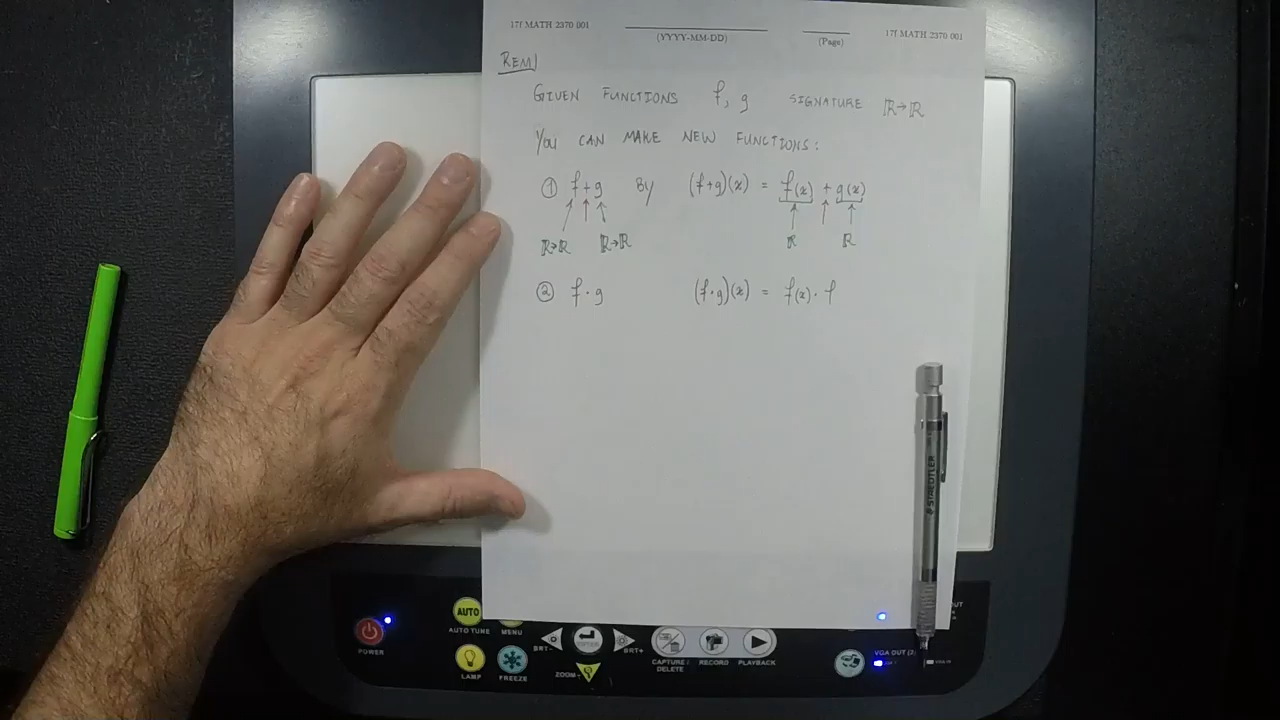 17f MATH 2370 001 17f MATH 2370 001
(YYYY-MM-DD) (Page)
REM
GIVEN FUNCTIONS f, g SIGNATURE ℝ→ℝ
YOU CAN MAKE NEW FUNCTIONS:
① f+g BY (f+g)(x) = f(x) + g(x)
ℝ→ℝ ℝ→ℝ ℝ ℝ
② f·g (f·g)(x) = f(x)· f
STAEDTLER
AUTO
POWER
AUTO TUNE
MENU
ENTER
BRT-
BRT+
CAPTURE / DELETE
RECORD
PLAYBACK
LAMP
FREEZE
ZOOM-
VGA OUT (2)